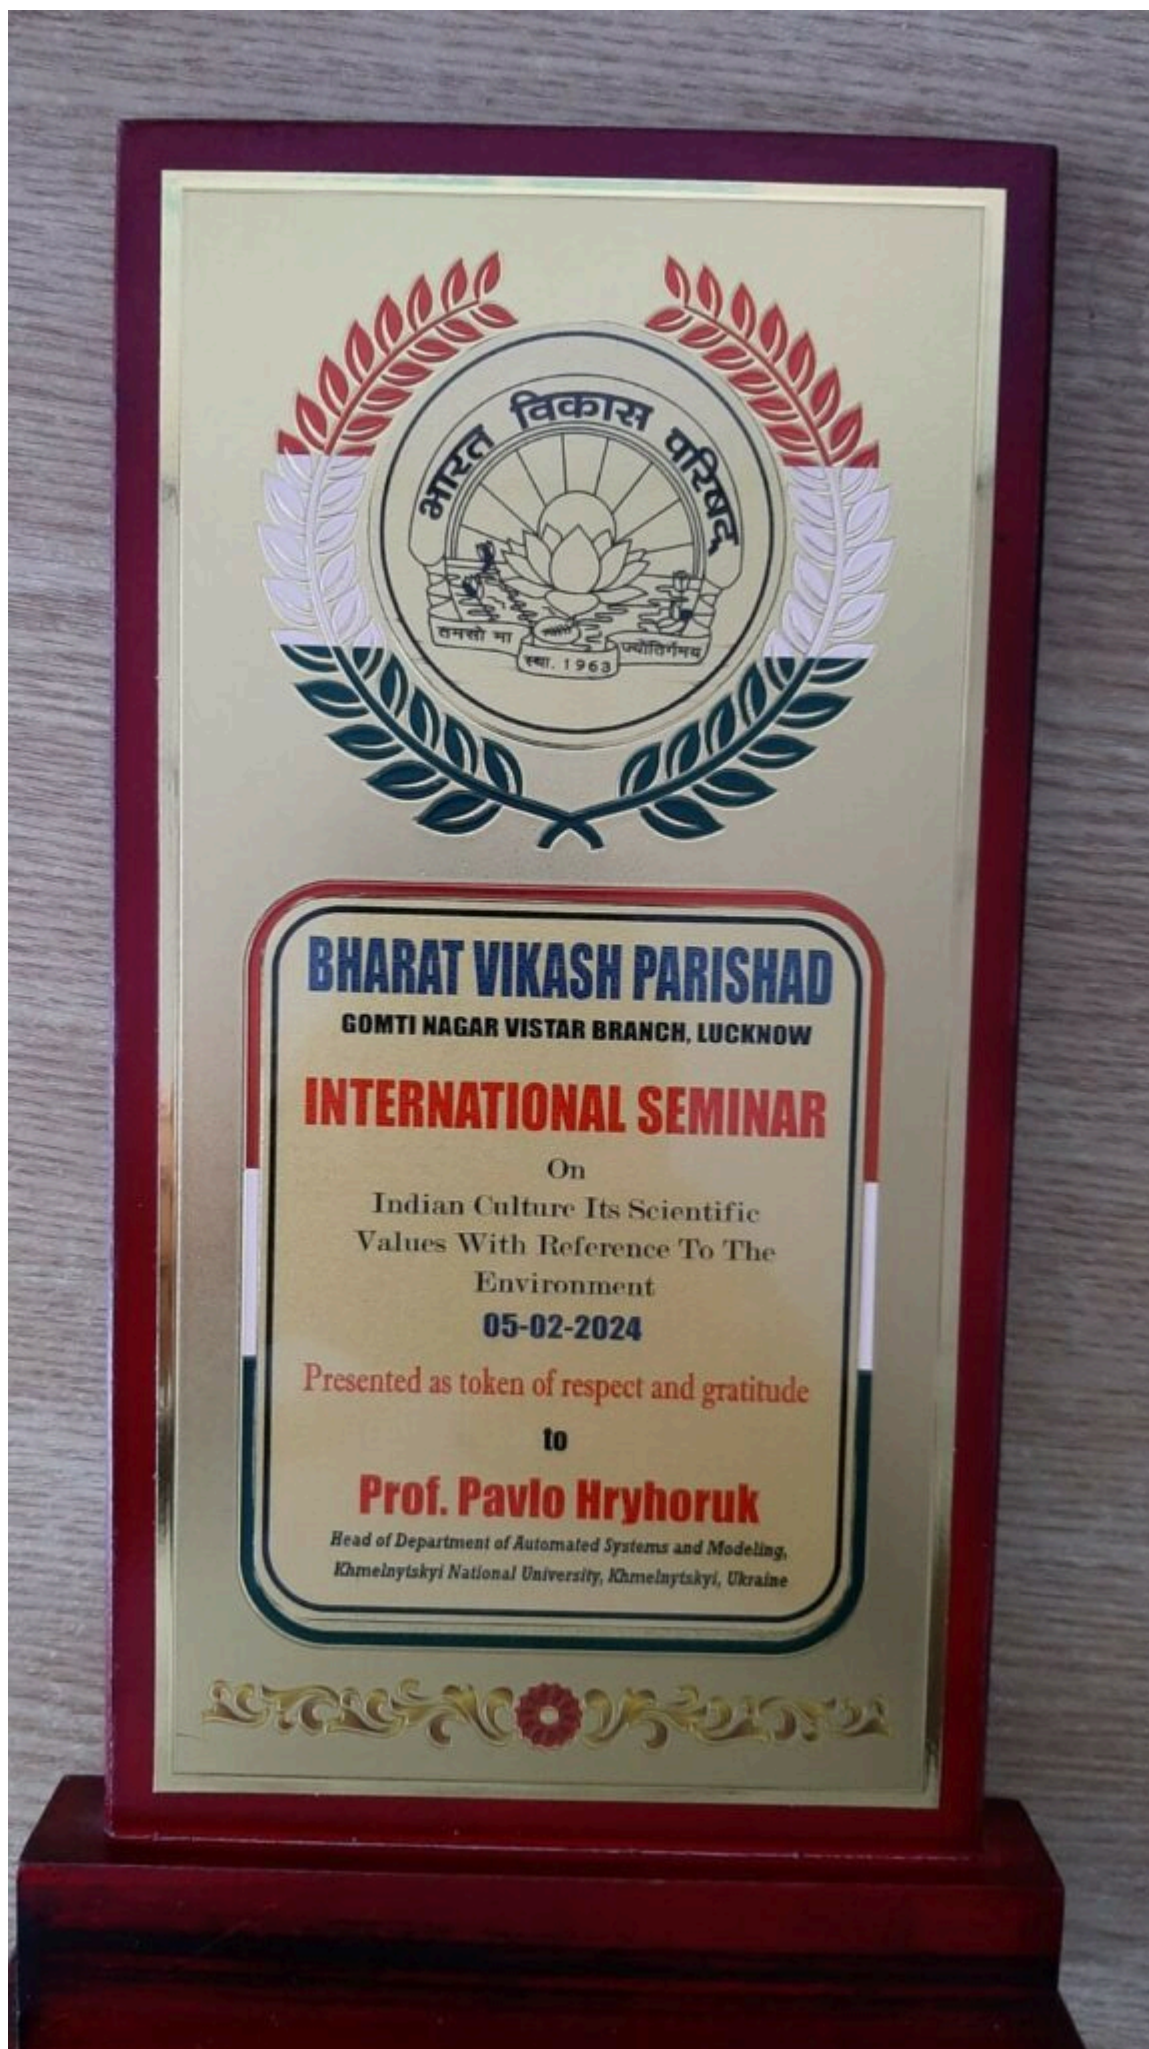 भारत विकास परिषद्
तमसो मा
ज्योतिर्गमय
स्था. 1963
BHARAT VIKASH PARISHAD
GOMTI NAGAR VISTAR BRANCH, LUCKNOW
INTERNATIONAL SEMINAR
On
Indian Culture Its Scientific
Values With Reference To The
Environment
05-02-2024
Presented as token of respect and gratitude
to
Prof. Pavlo Hryhoruk
Head of Department of Automated Systems and Modeling,
Khmelnytskyi National University, Khmelnytskyi, Ukraine